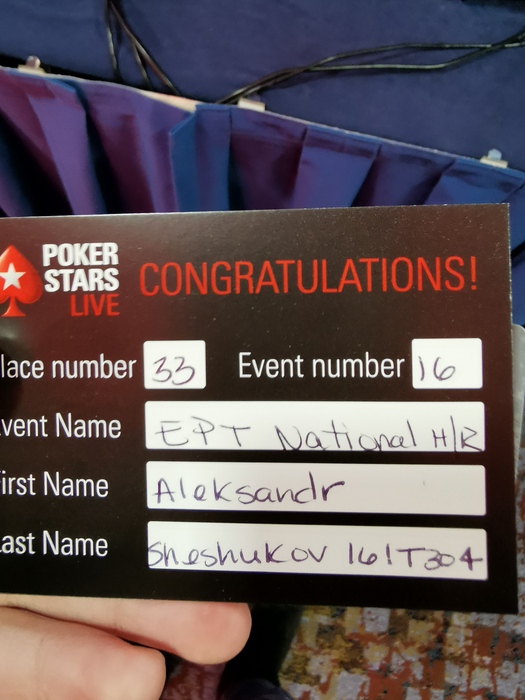 POKER
STARS
LIVE
CONGRATULATIONS!
lace number 33 Event number 16
vent Name EPT National H/R
irst Name Aleksandr
ast Name Sheshukov 161T304